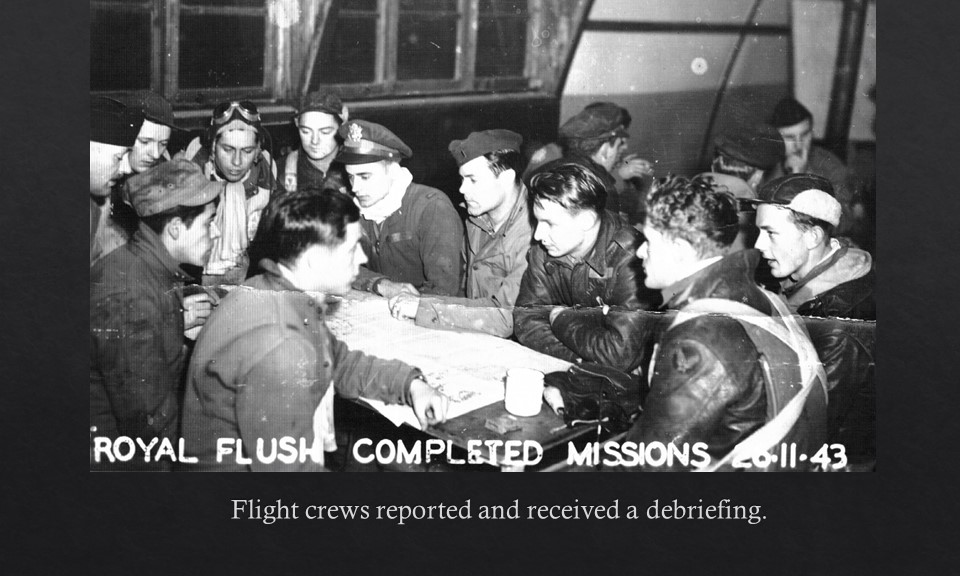 ROYAL FLUSH COMPLETED MISSIONS 26·11·43
Flight crews reported and received a debriefing.